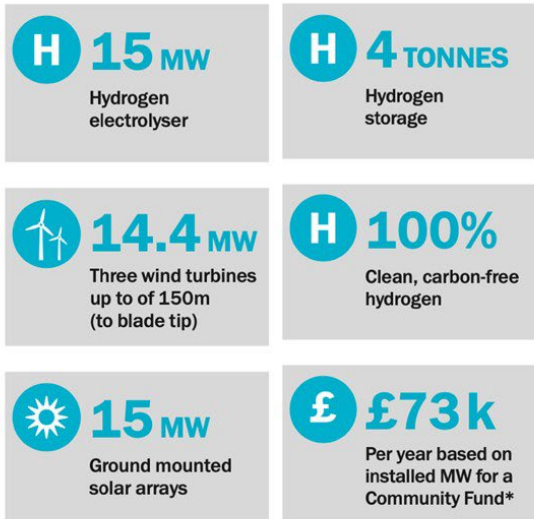 H 15 MW
Hydrogen
electrolyser
H 4 TONNES
Hydrogen
storage
14.4 MW
Three wind turbines
up to of 150m
(to blade tip)
H 100%
Clean, carbon-free
hydrogen
15 MW
Ground mounted
solar arrays
£ £73k
Per year based on
installed MW for a
Community Fund*